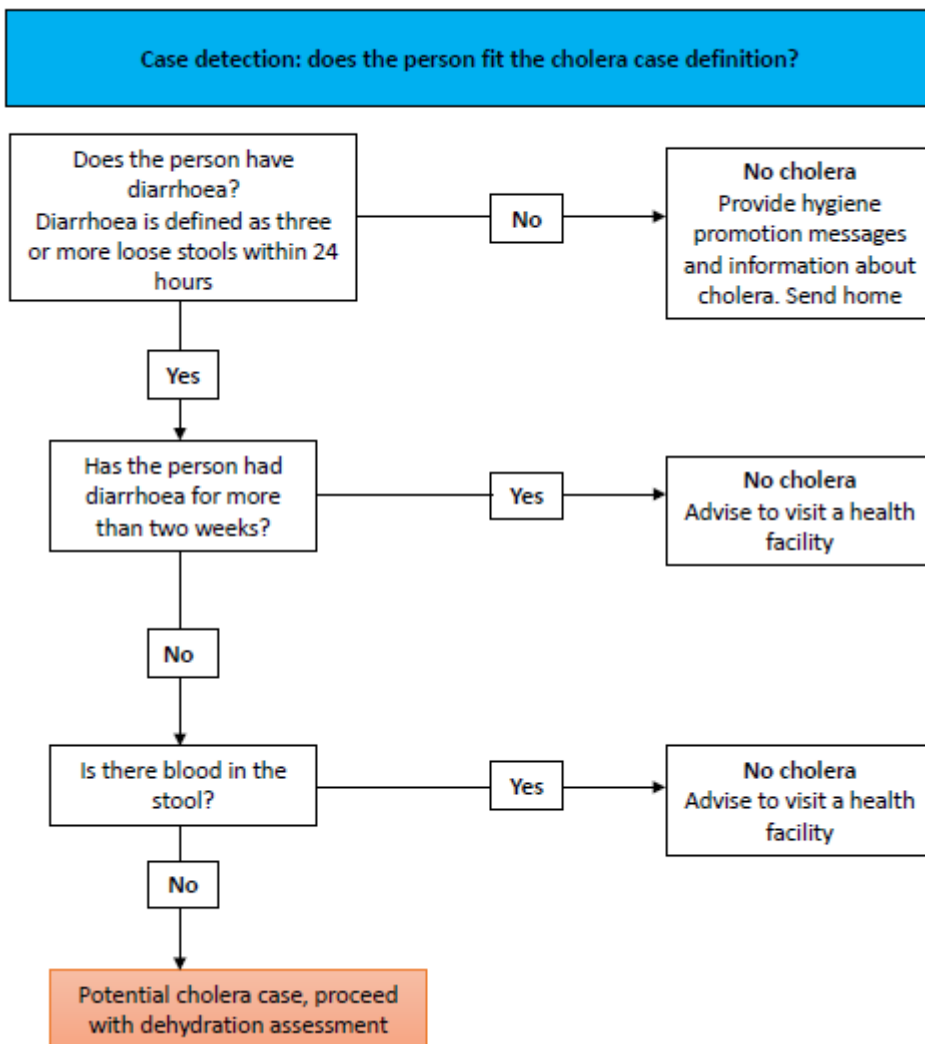 Case detection: does the person fit the cholera case definition?
Does the person have
diarrhoea?
Diarrhoea is defined as three
or more loose stools within 24
hours
No
No cholera
Provide hygiene
promotion messages
and information about
cholera. Send home
Yes
Has the person had
diarrhoea for more
than two weeks?
Yes
No cholera
Advise to visit a health
facility
No
Is there blood in the
stool?
Yes
No cholera
Advise to visit a health
facility
No
Potential cholera case, proceed
with dehydration assessment